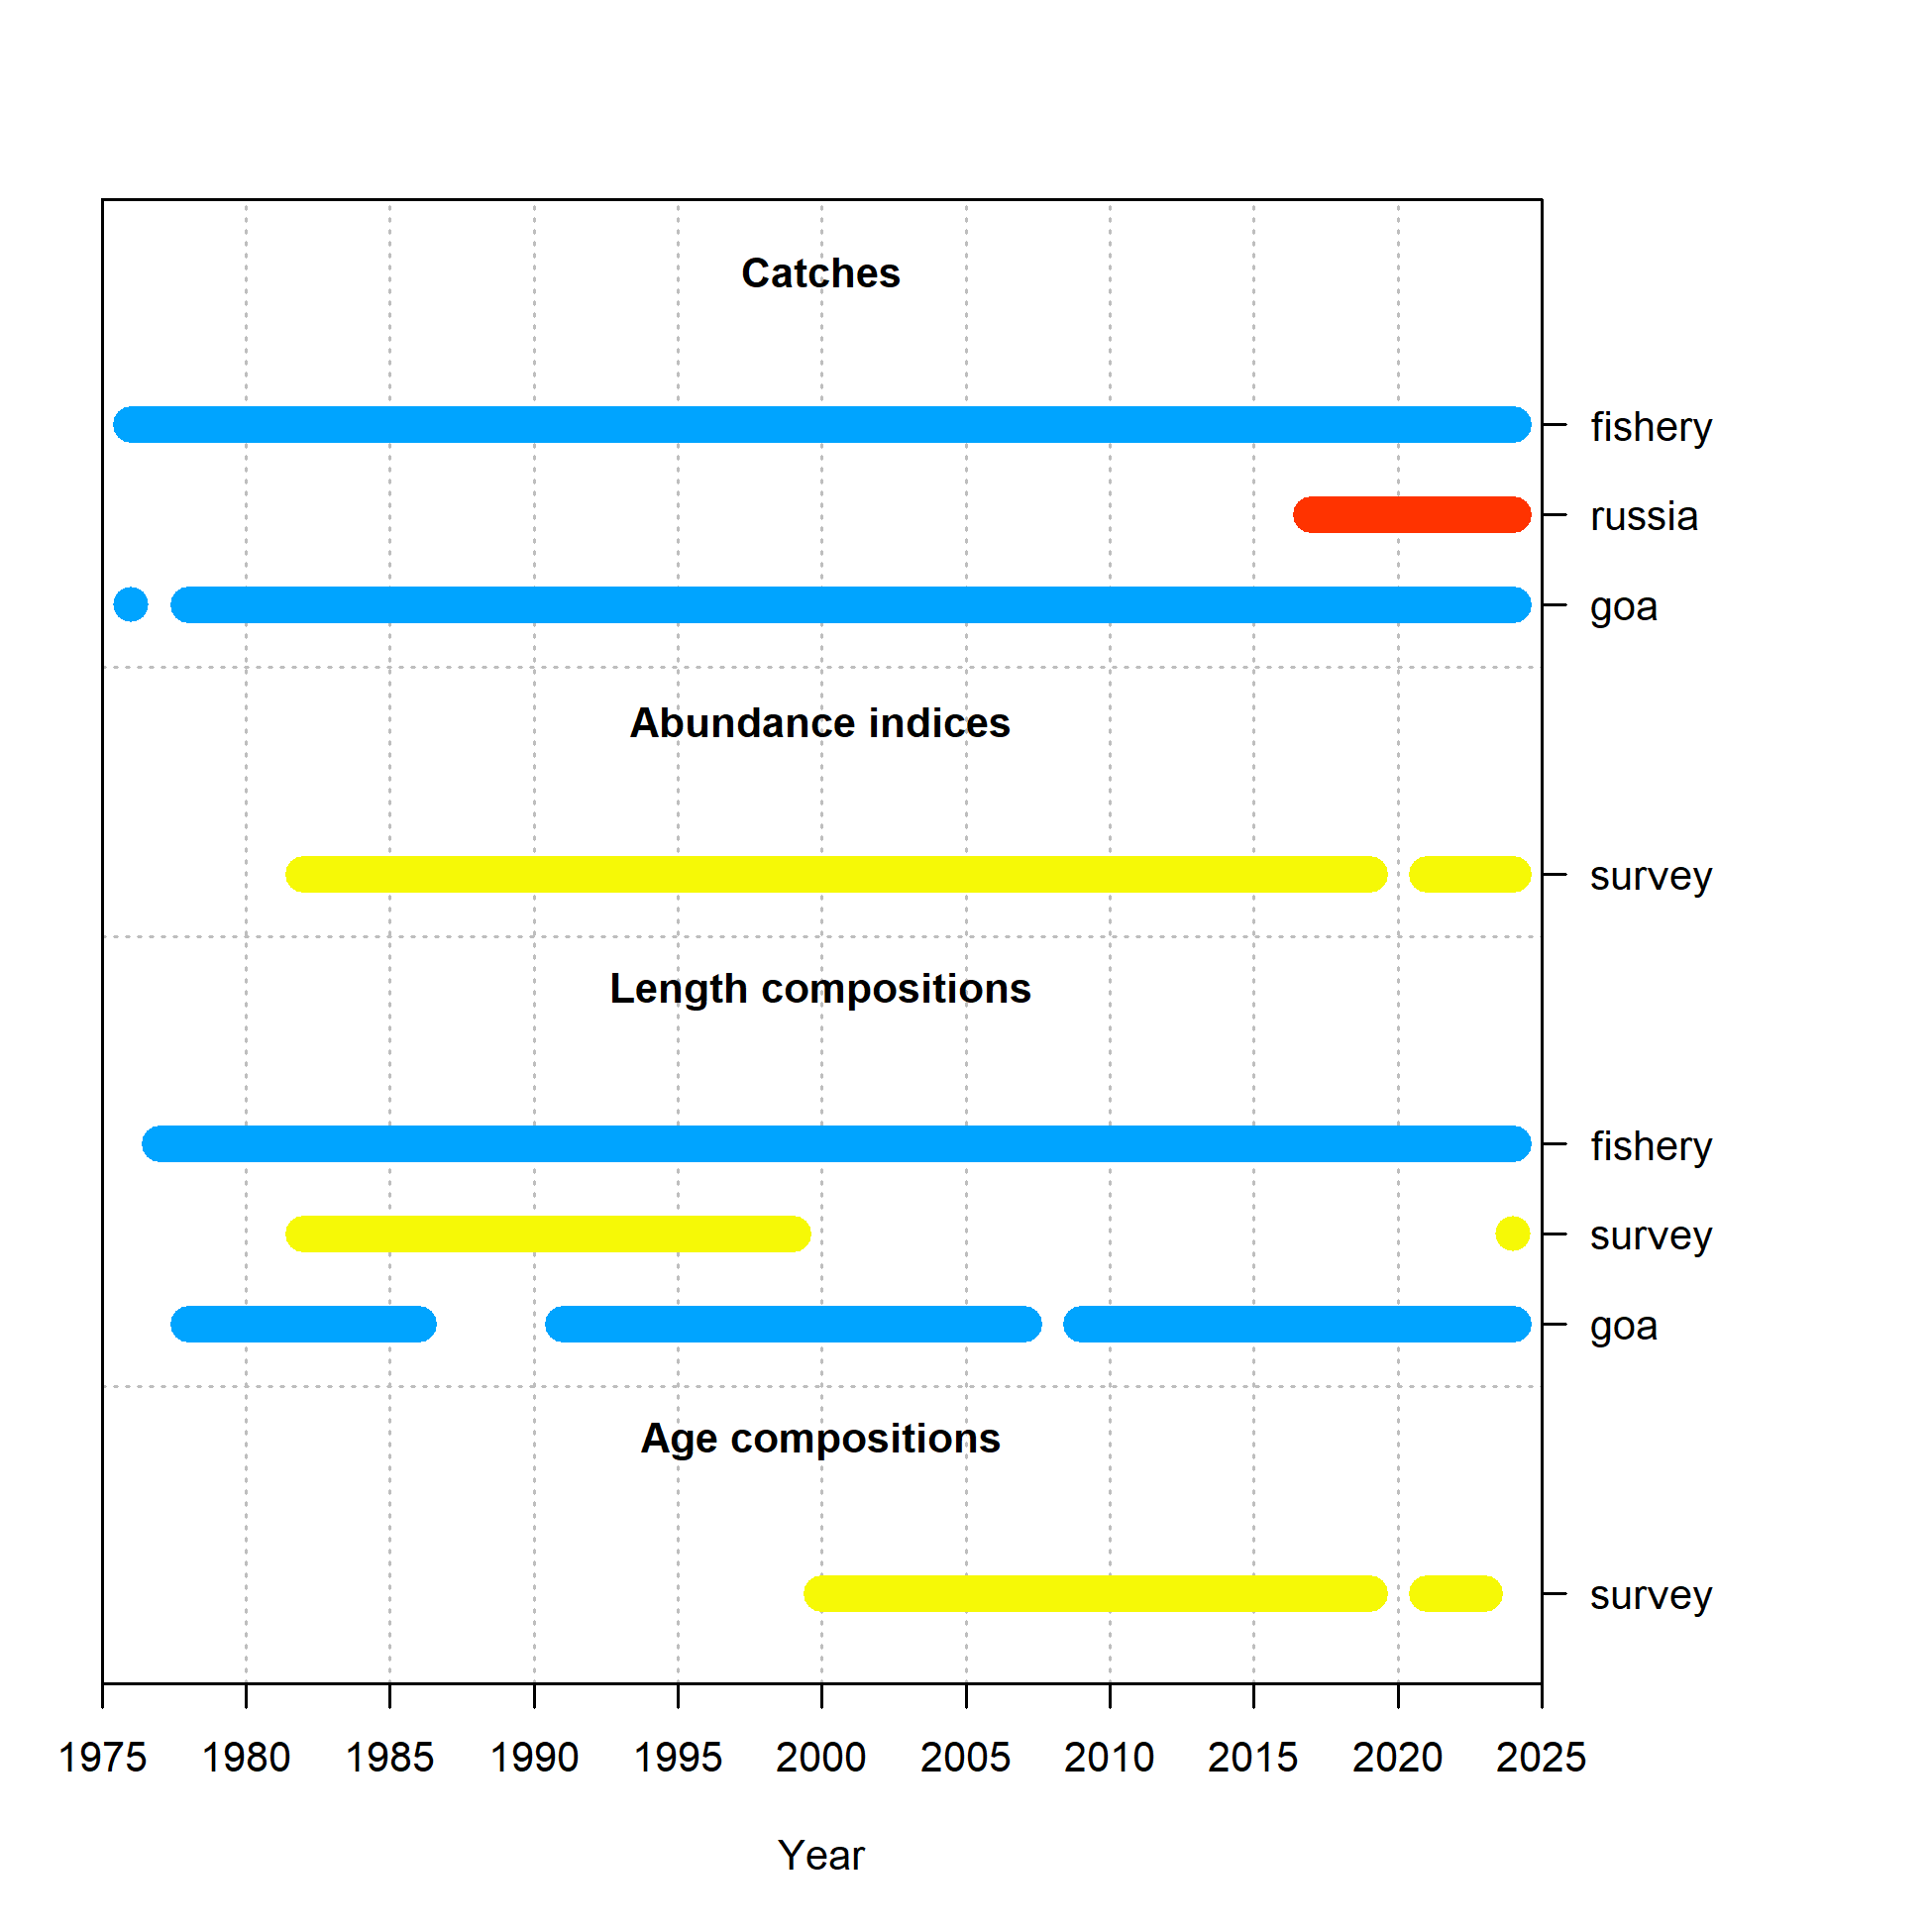 Catches
fishery
russia
goa
Abundance indices
survey
Length compositions
fishery
survey
goa
Age compositions
survey
1975 1980 1985 1990 1995 2000 2005 2010 2015 2020 2025
Year